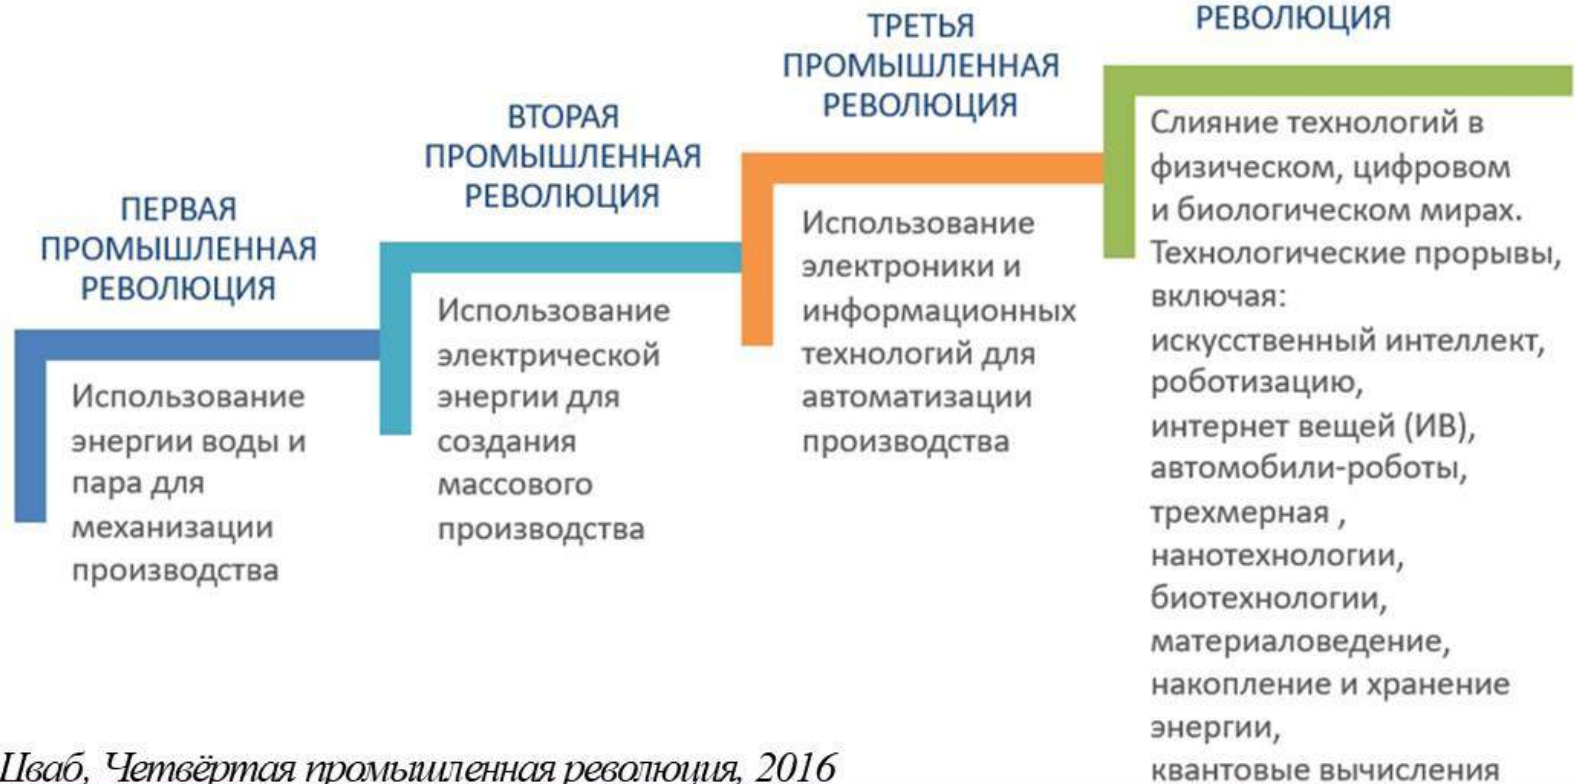 ПЕРВАЯ
ПРОМЫШЛЕННАЯ
РЕВОЛЮЦИЯ
Использование
энергии воды и
пара для
механизации
производства
ВТОРАЯ
ПРОМЫШЛЕННАЯ
РЕВОЛЮЦИЯ
Использование
электрической
энергии для
создания
массового
производства
ТРЕТЬЯ
ПРОМЫШЛЕННАЯ
РЕВОЛЮЦИЯ
Использование
электроники и
информационных
технологий для
автоматизации
производства
РЕВОЛЮЦИЯ
Слияние технологий в
физическом, цифровом
и биологическом мирах.
Технологические прорывы,
включая:
искусственный интеллект,
роботизацию,
интернет вещей (ИВ),
автомобили-роботы,
трехмерная ,
нанотехнологии,
биотехнологии,
материаловедение,
накопление и хранение
энергии,
квантовые вычисления
Четвёртая промышленная революция, 2016